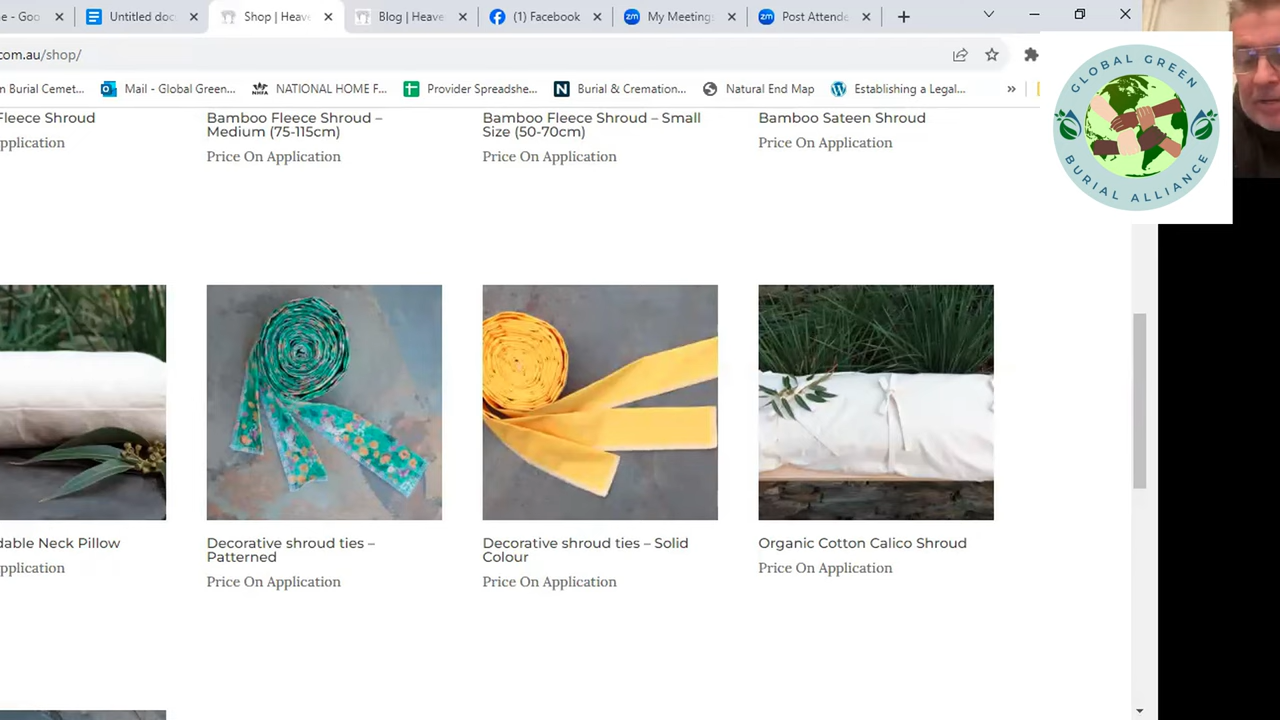 e - Goo
Untitled doc
Shop | Heave
Blog | Heave
(1) Facebook
My Meeting
Post Attende
com.au/shop/
m Burial Cemet...
Mail - Global Green...
NATIONAL HOME F...
Provider Spreadshe...
Burial & Cremation...
Natural End Map
Establishing a Legal...
GLOBAL GREEN
BURIAL ALLIANCE
Fleece Shroud
pplication
Bamboo Fleece Shroud –
Medium (75-115cm)
Price On Application
Bamboo Fleece Shroud – Small
Size (50-70cm)
Price On Application
Bamboo Sateen Shroud
Price On Application
dable Neck Pillow
pplication
Decorative shroud ties –
Patterned
Price On Application
Decorative shroud ties – Solid
Colour
Price On Application
Organic Cotton Calico Shroud
Price On Application